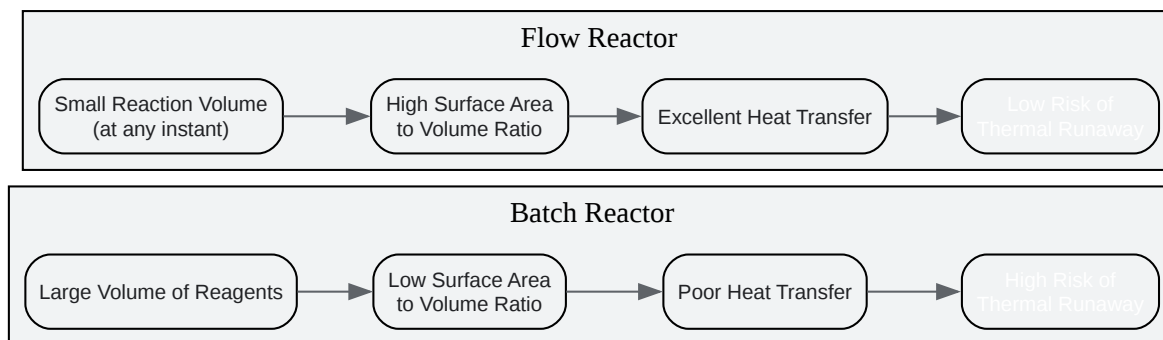 Flow Reactor
Small Reaction Volume
(at any instant)
High Surface Area
to Volume Ratio
Excellent Heat Transfer
Low Risk of
Thermal Runaway
Batch Reactor
Large Volume of Reagents
Low Surface Area
to Volume Ratio
Poor Heat Transfer
High Risk of
Thermal Runaway